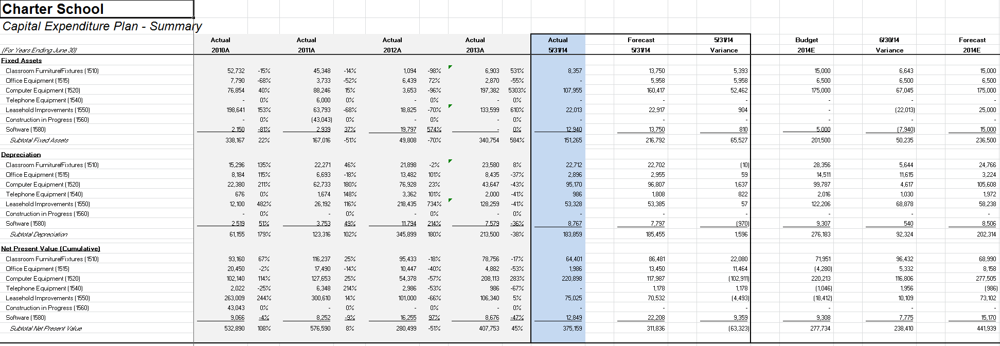 Charter School
Capital Expenditure Plan - Summary
Actual Actual Actual Actual Actual Forecast 5/31/14 Budget 6/30/14 Forecast
(For Years Ending June 30) 2010A 2011A 2012A 2013A 5/31/14 5/31/14 Variance 2014E Variance 2014E
Fixed Assets
Classroom Furniture/Fixtures (1510) 52,732 -15% 45,348 -14% 1,094 -98% 6,903 531% 8,357 13,750 5,393 15,000 6,643 15,000
Office Equipment (1515) 7,790 -68% 3,733 -52% 6,439 72% 2,870 -55% - 5,958 5,958 6,500 6,500 6,500
Computer Equipment (1520) 76,854 40% 88,246 15% 3,653 -96% 197,382 5303% 107,955 160,417 52,462 175,000 67,045 175,000
Telephone Equipment (1540) - 0% 6,000 0% - 0% - 0% - - - - - -
Leasehold Improvements (1550) 198,641 153% 63,793 -68% 18,825 -70% 133,599 610% 22,013 22,917 904 - (22,013) 25,000
Construction in Progress (1560) - 0% (43,043) 0% - 0% - 0% - - - - - -
Software (1580) 2,150 -81% 2,939 37% 19,797 574% - 0% 12,940 13,750 810 5,000 (7,940) 15,000
Subtotal Fixed Assets 338,167 22% 167,016 -51% 49,808 -70% 340,754 584% 151,265 216,792 65,527 201,500 50,235 236,500
Depreciation
Classroom Furniture/Fixtures (1510) 15,296 135% 22,271 46% 21,898 -2% 23,580 8% 22,712 22,702 (10) 28,356 5,644 24,766
Office Equipment (1515) 8,184 115% 6,693 -18% 13,482 101% 8,435 -37% 2,896 2,955 59 14,511 11,615 3,224
Computer Equipment (1520) 22,380 211% 62,733 180% 76,928 23% 43,647 -43% 95,170 96,807 1,637 99,787 4,617 105,608
Telephone Equipment (1540) 676 0% 1,674 148% 3,362 101% 2,000 -41% 986 1,808 822 2,016 1,030 1,972
Leasehold Improvements (1550) 12,100 482% 26,192 116% 218,435 734% 128,259 -41% 53,328 53,385 57 122,206 68,878 58,238
Construction in Progress (1560) - 0% - 0% - 0% - 0% - - - - - -
Software (1580) 2,519 51% 3,753 49% 11,794 214% 7,579 -36% 8,767 7,797 (970) 9,307 540 8,506
Subtotal Depreciation 61,155 179% 123,316 102% 345,899 180% 213,500 -38% 183,859 185,455 1,596 276,183 92,324 202,314
Net Present Value (Cumulative)
Classroom Furniture/Fixtures (1510) 93,160 67% 116,237 25% 95,433 -18% 78,756 -17% 64,401 86,481 22,080 71,951 96,432 68,990
Office Equipment (1515) 20,450 -2% 17,490 -14% 10,447 -40% 4,882 -53% 1,986 13,450 11,464 (4,280) 5,332 8,158
Computer Equipment (1520) 102,140 114% 127,653 25% 54,378 -57% 208,113 283% 220,898 117,987 (102,911) 220,213 116,806 277,505
Telephone Equipment (1540) 2,022 -25% 6,348 214% 2,986 -53% 986 -67% - 1,178 1,178 (1,046) 1,956 (986)
Leasehold Improvements (1550) 263,009 244% 300,610 14% 101,000 -66% 106,340 5% 75,025 70,532 (4,493) (18,412) 10,109 73,102
Construction in Progress (1560) 43,043 0% - 0% - 0% - 0% - - - - - -
Software (1580) 9,066 -4% 8,252 -9% 16,255 97% 8,676 -47% 12,849 22,208 9,359 9,308 7,775 15,170
Subtotal Net Present Value 532,890 108% 576,590 8% 280,499 -51% 407,753 45% 375,159 311,836 (63,323) 277,734 238,410 441,939